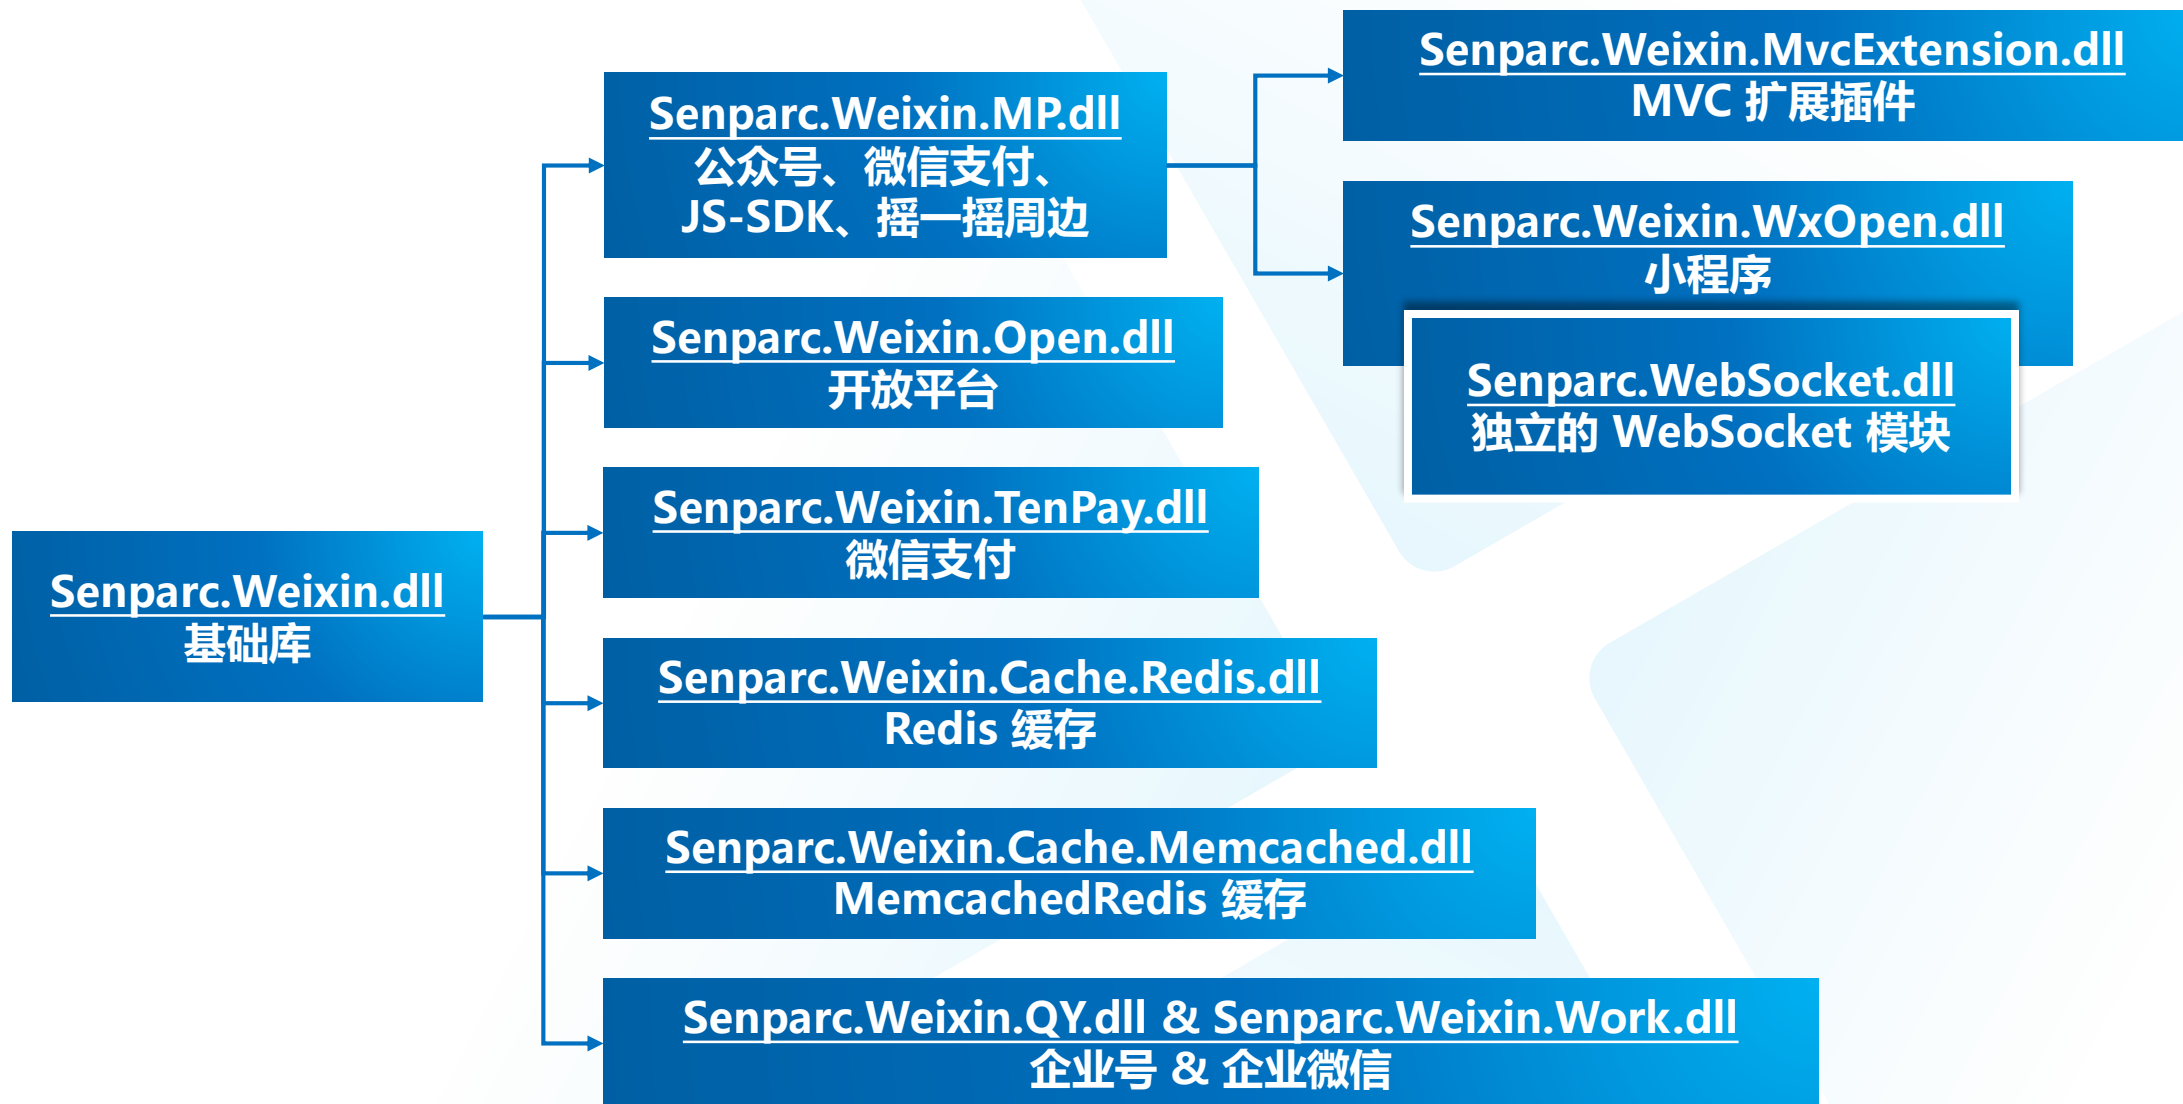 Senparc.Weixin.dll
基础库
Senparc.Weixin.MP.dll
公众号、微信支付、
JS-SDK、摇一摇周边
Senparc.Weixin.Open.dll
开放平台
Senparc.Weixin.TenPay.dll
微信支付
Senparc.Weixin.Cache.Redis.dll
Redis 缓存
Senparc.Weixin.Cache.Memcached.dll
MemcachedRedis 缓存
Senparc.Weixin.QY.dll & Senparc.Weixin.Work.dll
企业号 & 企业微信
Senparc.Weixin.MvcExtension.dll
MVC 扩展插件
Senparc.Weixin.WxOpen.dll
小程序
Senparc.WebSocket.dll
独立的 WebSocket 模块